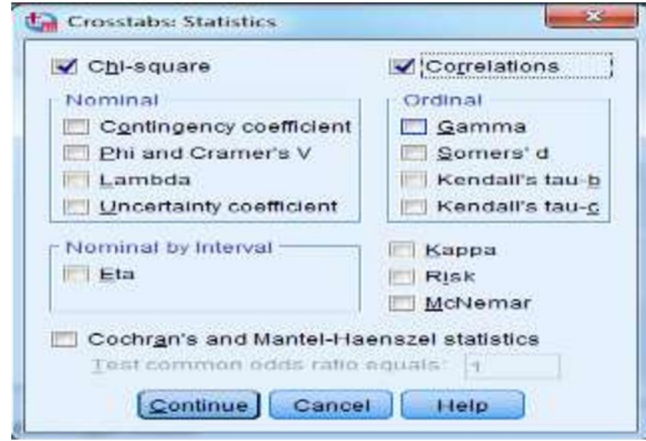 Crosstabs: Statistics
Chi-square
Correlations
Nominal
Contingency coefficient
Phi and Cramer's V
Lambda
Uncertainty coefficient
Ordinal
Gamma
Somers' d
Kendall's tau-b
Kendall's tau-c
Nominal by Interval
Eta
Kappa
Risk
McNemar
Cochran's and Mantel-Haenszel statistics
Test common odds ratio equals: 1
Continue Cancel Help